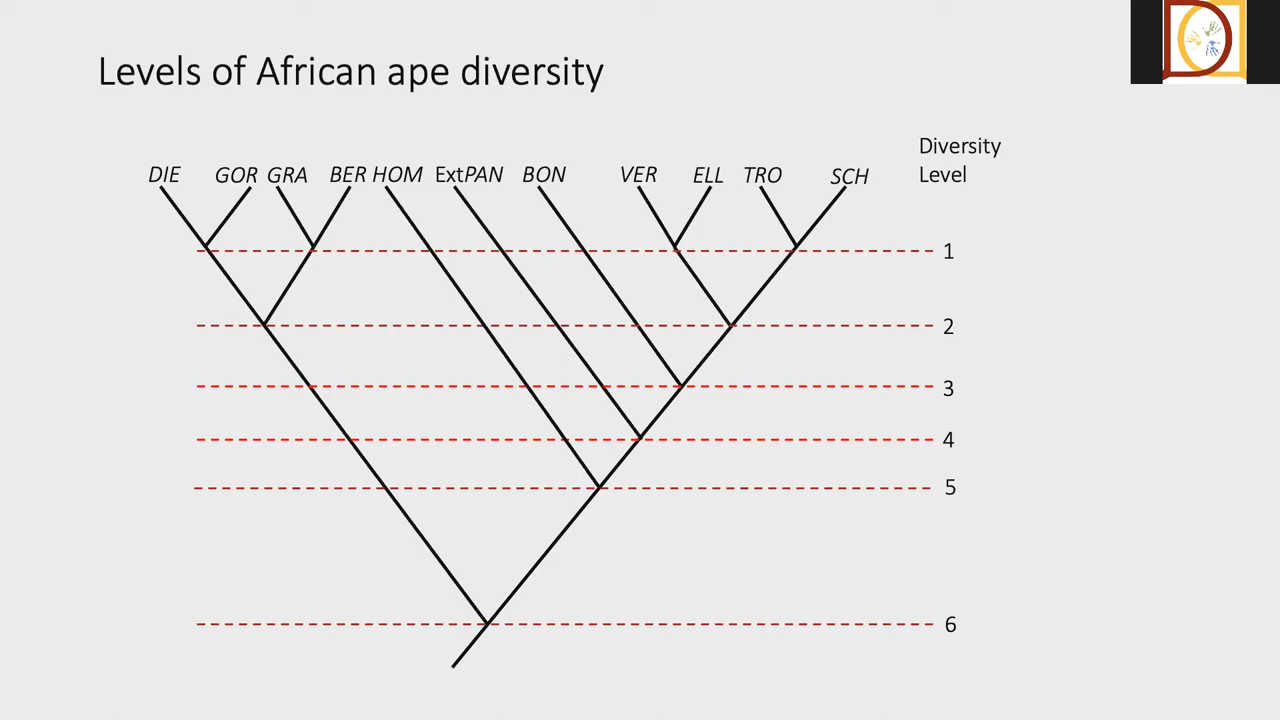 Levels of African ape diversity
Diversity
Level
DIE GOR GRA BER HOM ExtPAN BON VER ELL TRO SCH
1
2
3
4
5
6